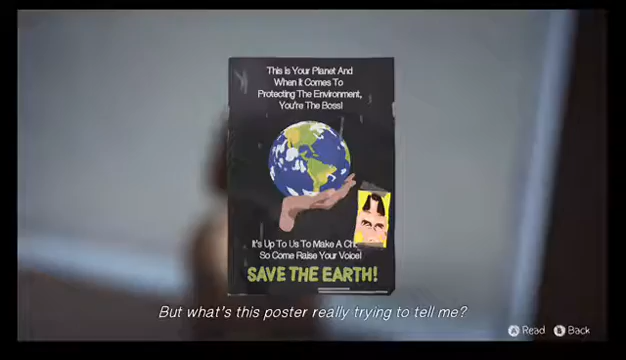 This Is Your Planet And
When It Comes To
Protecting The Environment,
You're The Boss!
It's Up To Us To Make A Ch
So Come Raise Your Voice!
SAVE THE EARTH!
But what's this poster really trying to tell me?
A Read B Back